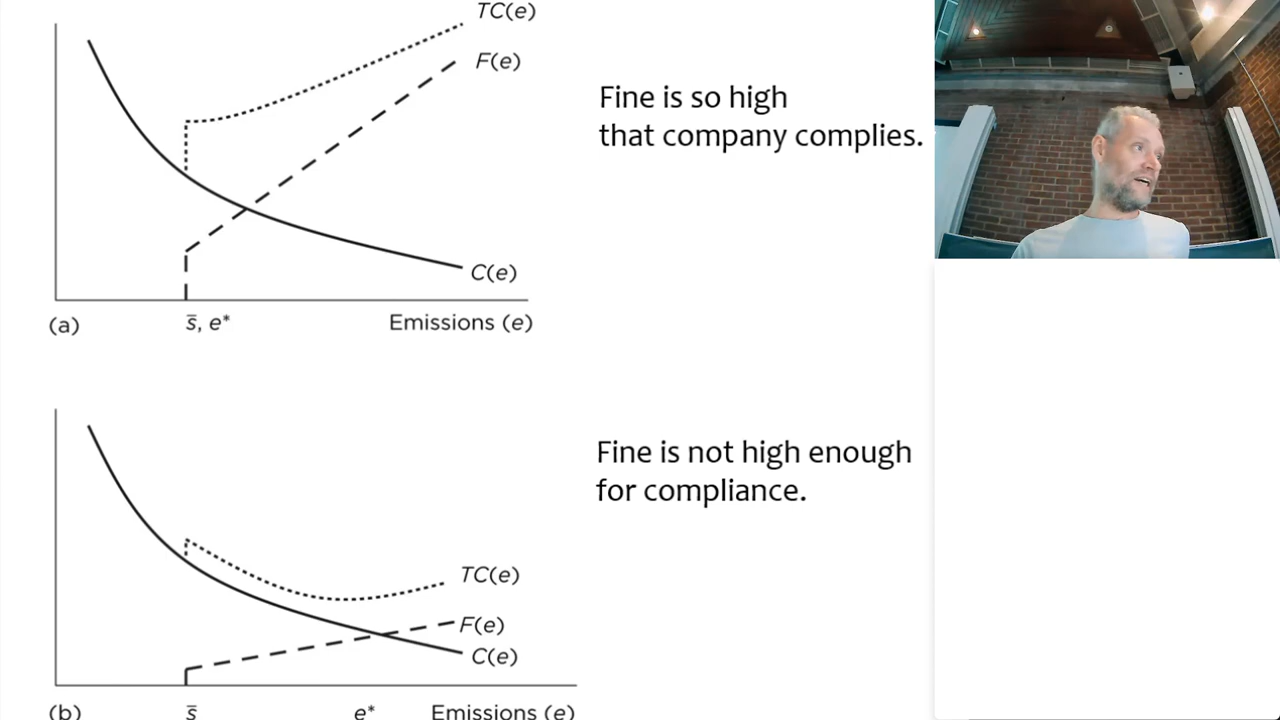 TC(e)
F(e)
Fine is so high
that company complies.
C(e)
(a)
s̄, e*
Emissions (e)
Fine is not high enough
for compliance.
TC(e)
F(e)
C(e)
(b)
s̄
e*
Emissions (e)